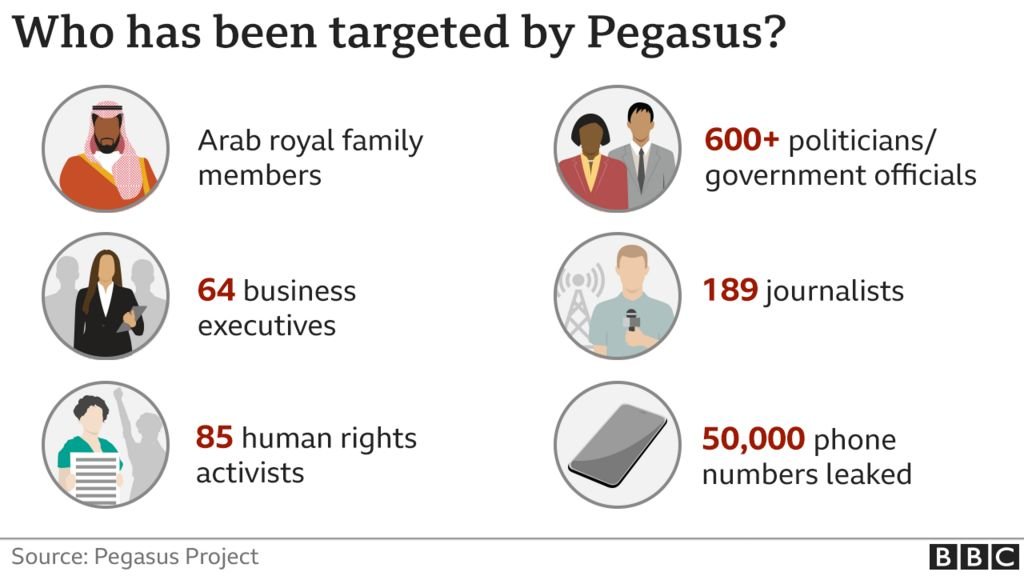 Who has been targeted by Pegasus?
Arab royal family
members
600+ politicians/
government officials
64 business
executives
189 journalists
85 human rights
activists
50,000 phone
numbers leaked
Source: Pegasus Project
BBC